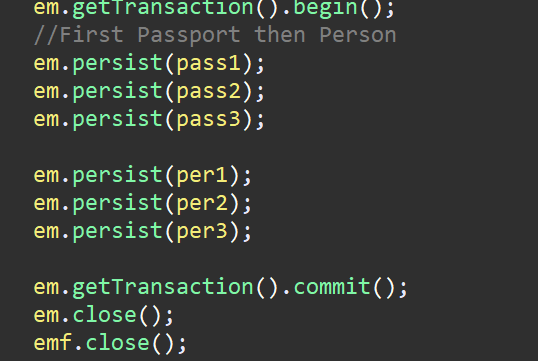 em.getTransaction().begin();
//First Passport then Person
em.persist(pass1);
em.persist(pass2);
em.persist(pass3);
em.persist(per1);
em.persist(per2);
em.persist(per3);
em.getTransaction().commit();
em.close();
emf.close();